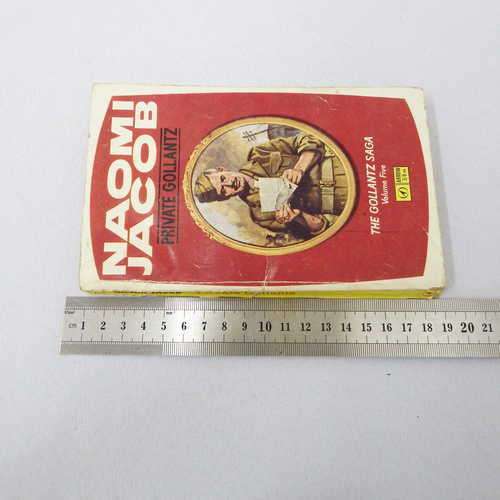 NAOMI
JACOB
PRIVATE GOLLANTZ
THE GOLLANTZ SAGA
Volume Five
ARROW
cm 1 2 3 4 5 6 7 8 9 10 11 12 13 14 15 16 17 18 19 20 21